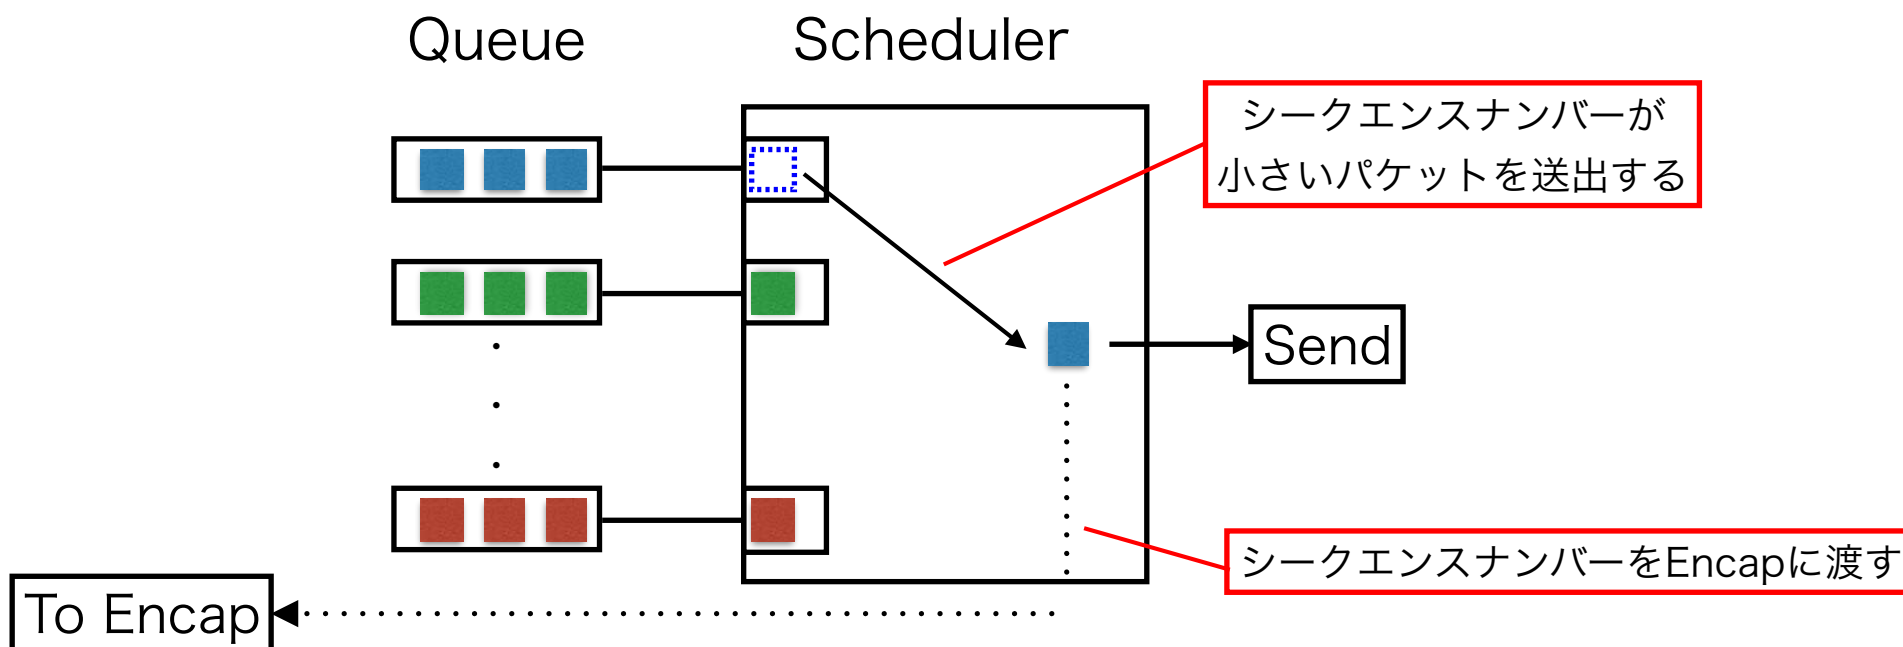 Queue
Scheduler
シークエンスナンバーが
小さいパケットを送出する
Send
シークエンスナンバーをEncapに渡す
To Encap